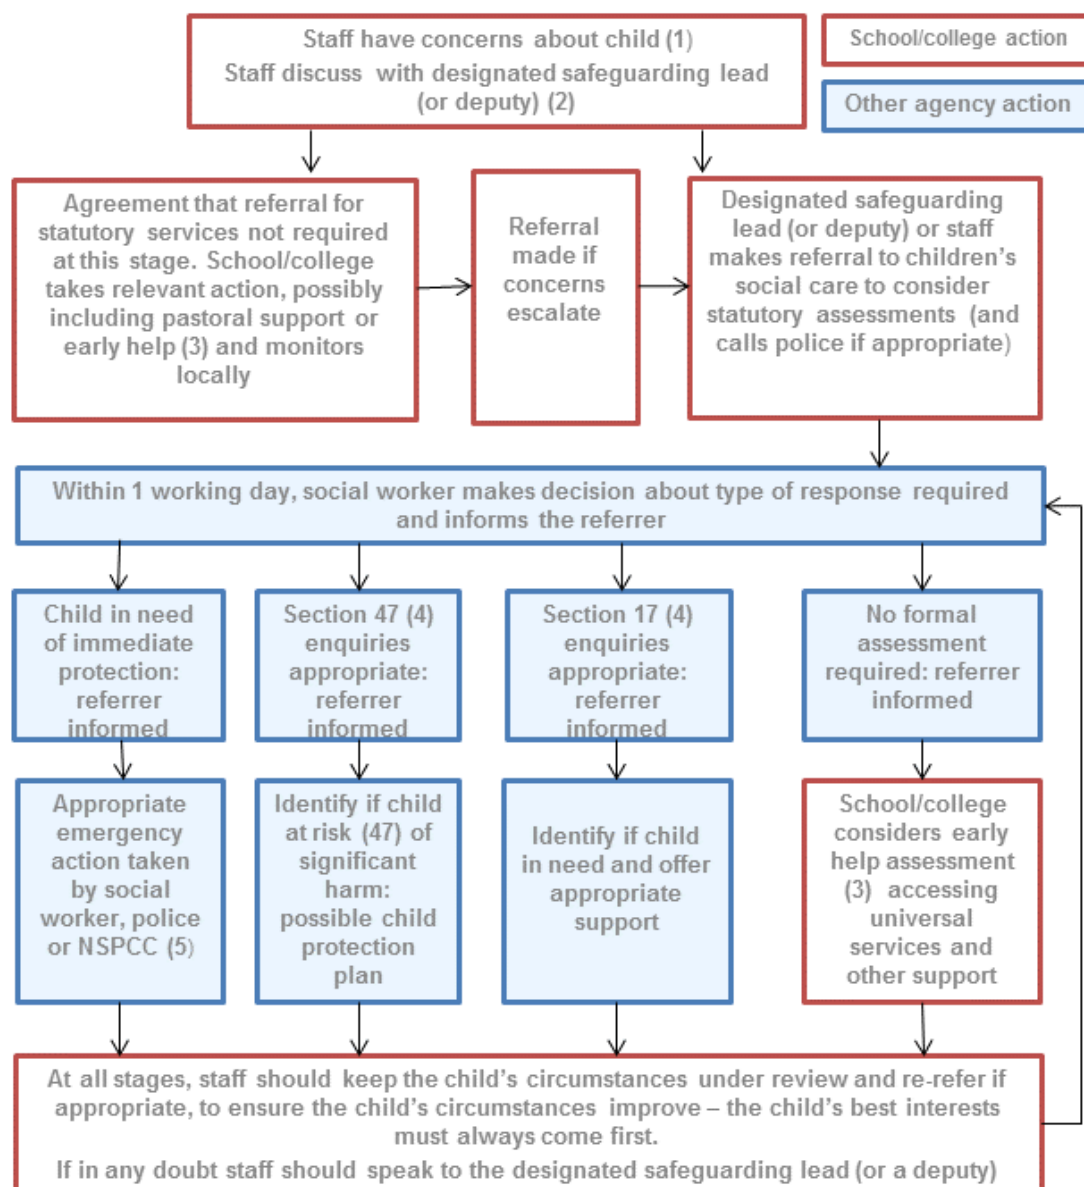 Staff have concerns about child (1)
Staff discuss with designated safeguarding lead
(or deputy) (2)
School/college action
Other agency action
Agreement that referral for
statutory services not required
at this stage. School/college
takes relevant action, possibly
including pastoral support or
early help (3) and monitors
locally
Referral
made if
concerns
escalate
Designated safeguarding
lead (or deputy) or staff
makes referral to children's
social care to consider
statutory assessments (and
calls police if appropriate)
Within 1 working day, social worker makes decision about type of response required
and informs the referrer
Child in need
of immediate
protection:
referrer
informed
Section 47 (4)
enquiries
appropriate:
referrer
informed
Section 17 (4)
enquiries
appropriate:
referrer
informed
No formal
assessment
required: referrer
informed
Appropriate
emergency
action taken
by social
worker, police
or NSPCC (5)
Identify if child
at risk (47) of
significant
harm:
possible child
protection
plan
Identify if child
in need and offer
appropriate
support
School/college
considers early
help assessment
(3) accessing
universal
services and
other support
At all stages, staff should keep the child's circumstances under review and re-refer if
appropriate, to ensure the child's circumstances improve – the child's best interests
must always come first.
If in any doubt staff should speak to the designated safeguarding lead (or a deputy)